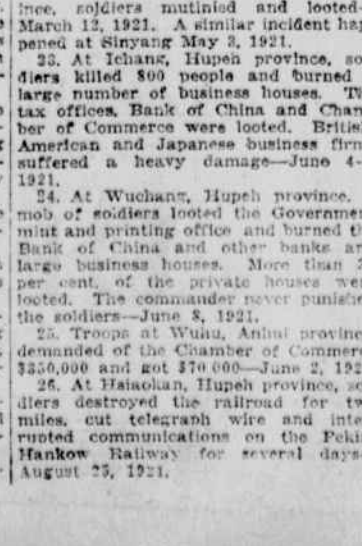 ince, soldiers mutinied and looted
March 12, 1921. A similar incident hap
pened at Sinyang May 3, 1921.
23. At Ichang, Hupeh province, so
diers killed 800 people and burned
large number of business houses. Tw
tax offices, Bank of China and Cham
ber of Commerce were looted. Britis
American and Japanese business firm
suffered a heavy damage—June 4-
1921.
24. At Wuchang, Hupeh province,
mob of soldiers looted the Governmen
mint and printing office and burned th
Bank of China and other banks an
large business houses. More than
per cent. of the private houses wer
looted. The commander never punish
the soldiers—June 8, 1921.
25. Troops at Wuhu, Anhui province
demanded of the Chamber of Commerc
$350,000 and got $70,000—June 2, 192
26. At Hsiaokan, Hupeh province, so
diers destroyed the railroad for tw
miles, cut telegraph wire and inter
rupted communications on the Pekin
Hankow Railway for several days
August 25, 1921.